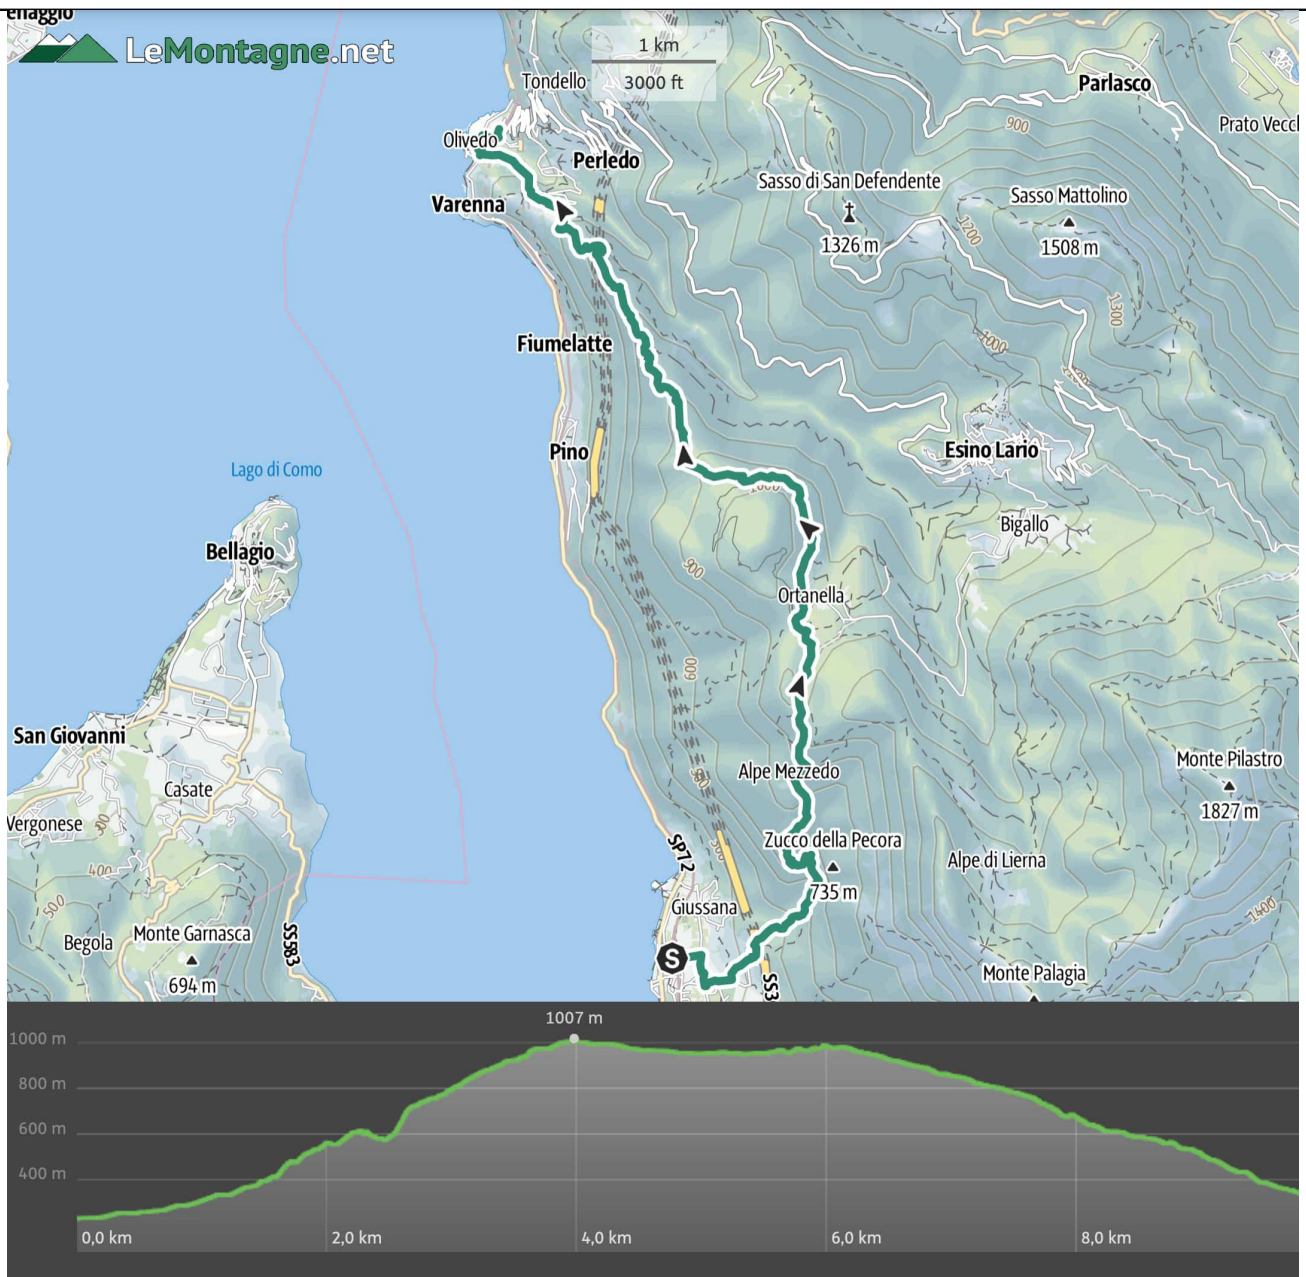 LeMontagne.net
1 km
3000 ft
Tondello
Parlasco
900
Olivedo
Perledo
Sasso di San Defendente
1326 m
Sasso Mattolino
1508 m
Varenna
1200
1300
1000
Fiumelatte
Pino
Esino Lario
Lago di Como
Bigallo
Bellagio
900
Ortanella
600
San Giovanni
Alpe Mezzedo
Monte Pilastro
1827 m
Casate
Vergonese
Zucco della Pecora
735 m
SP72
Alpe di Lierna
400
500
Giussana
1400
Begola
Monte Garnasca
694 m
SS583
S
Monte Palagia
SS3
1007 m
1000 m
800 m
600 m
400 m
0,0 km
2,0 km
4,0 km
6,0 km
8,0 km